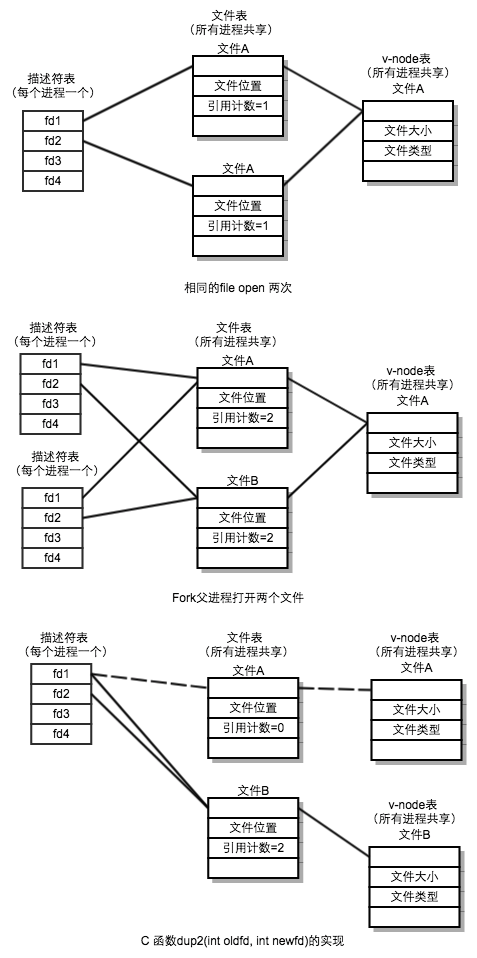 文件表
（所有进程共享）
文件A
v-node表
（所有进程共享）
文件A
描述符表
（每个进程一个）
fd1
fd2
fd3
fd4
文件位置
引用计数=1
文件大小
文件类型
文件A
文件位置
引用计数=1
相同的file open 两次
描述符表
（每个进程一个）
fd1
fd2
fd3
fd4
文件表
（所有进程共享）
文件A
文件位置
引用计数=2
v-node表
（所有进程共享）
文件A
文件大小
文件类型
描述符表
（每个进程一个）
fd1
fd2
fd3
fd4
文件B
文件位置
引用计数=2
Fork父进程打开两个文件
描述符表
（每个进程一个）
fd1
fd2
fd3
fd4
文件表
（所有进程共享）
文件A
文件位置
引用计数=0
v-node表
（所有进程共享）
文件A
文件大小
文件类型
文件B
文件位置
引用计数=2
v-node表
（所有进程共享）
文件B
文件大小
文件类型
C 函数dup2(int oldfd, int newfd)的实现